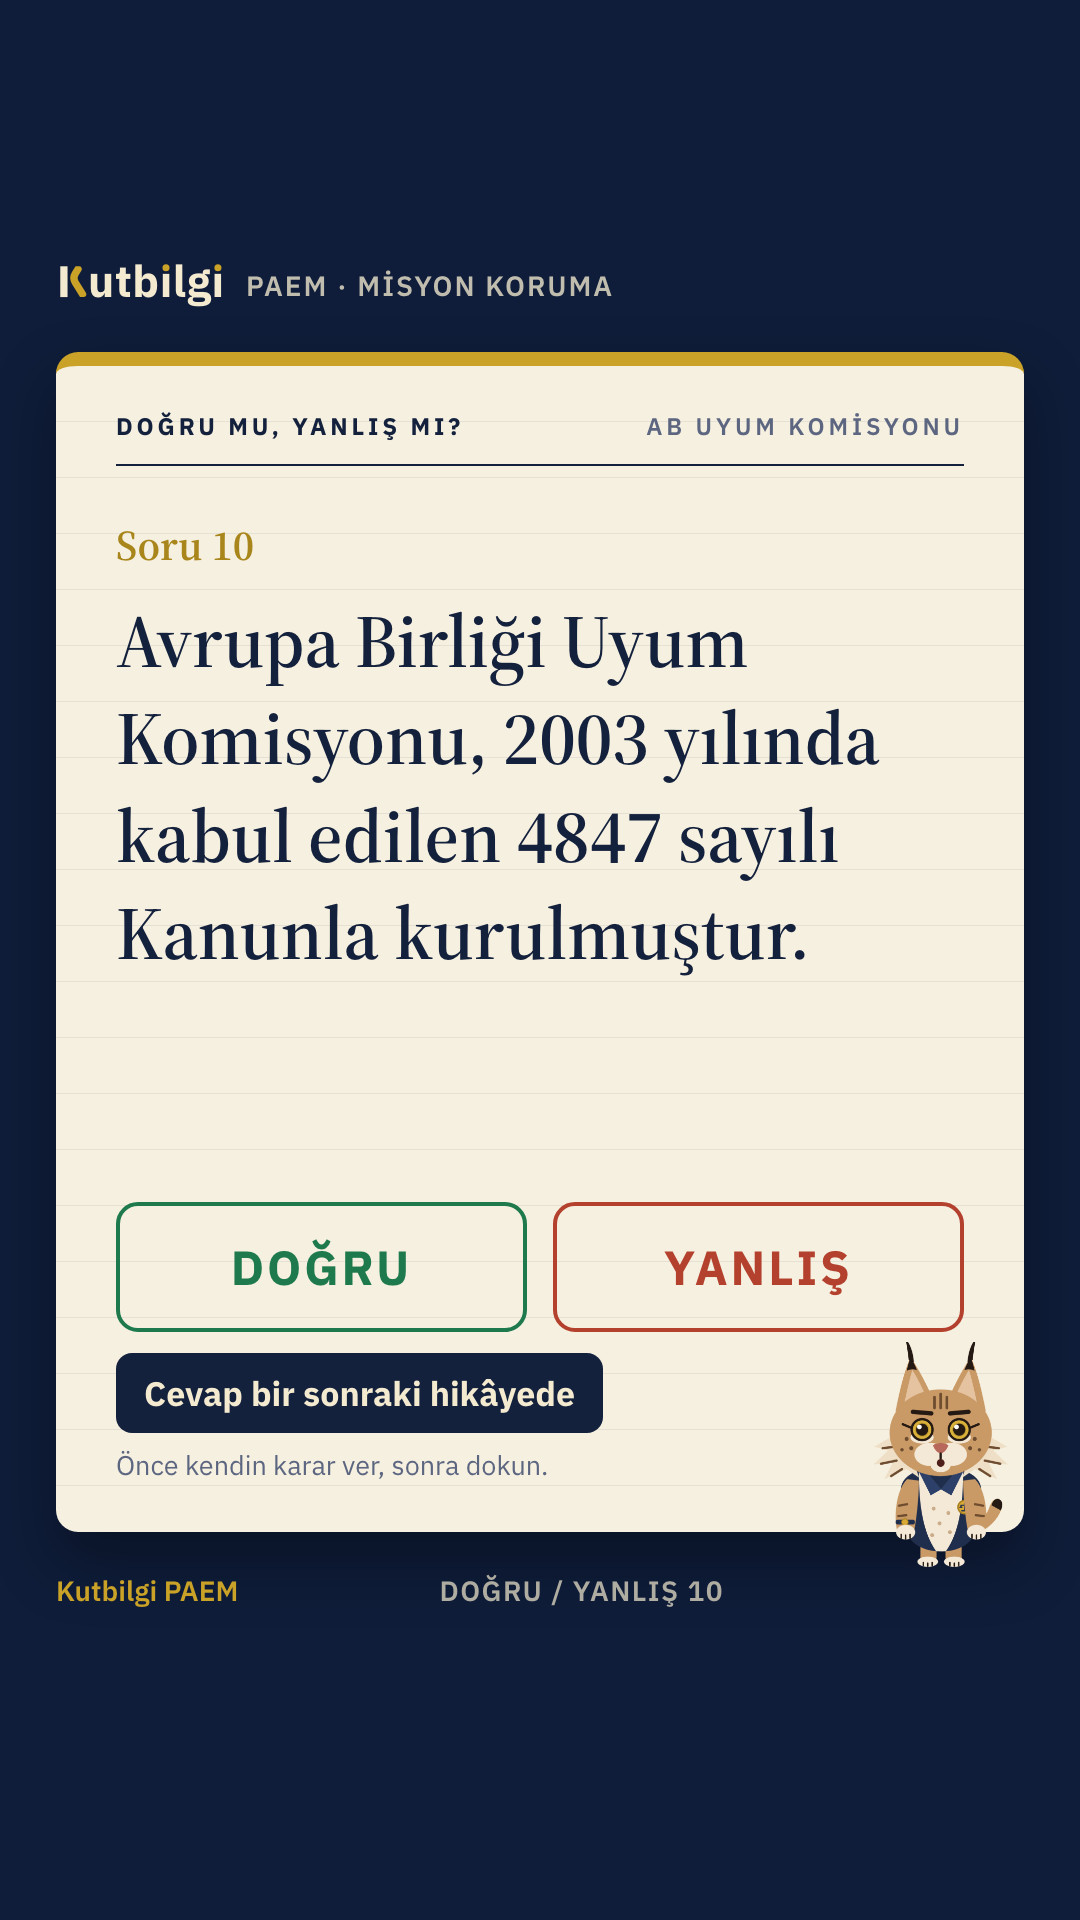 Kutbilgi PAEM · MİSYON KORUMA
DOĞRU MU, YANLIŞ MI? AB UYUM KOMİSYONU
Soru 10
Avrupa Birliği Uyum
Komisyonu, 2003 yılında
kabul edilen 4847 sayılı
Kanunla kurulmuştur.
DOĞRU YANLIŞ
Cevap bir sonraki hikâyede
Önce kendin karar ver, sonra dokun.
Kutbilgi PAEM DOĞRU / YANLIŞ 10